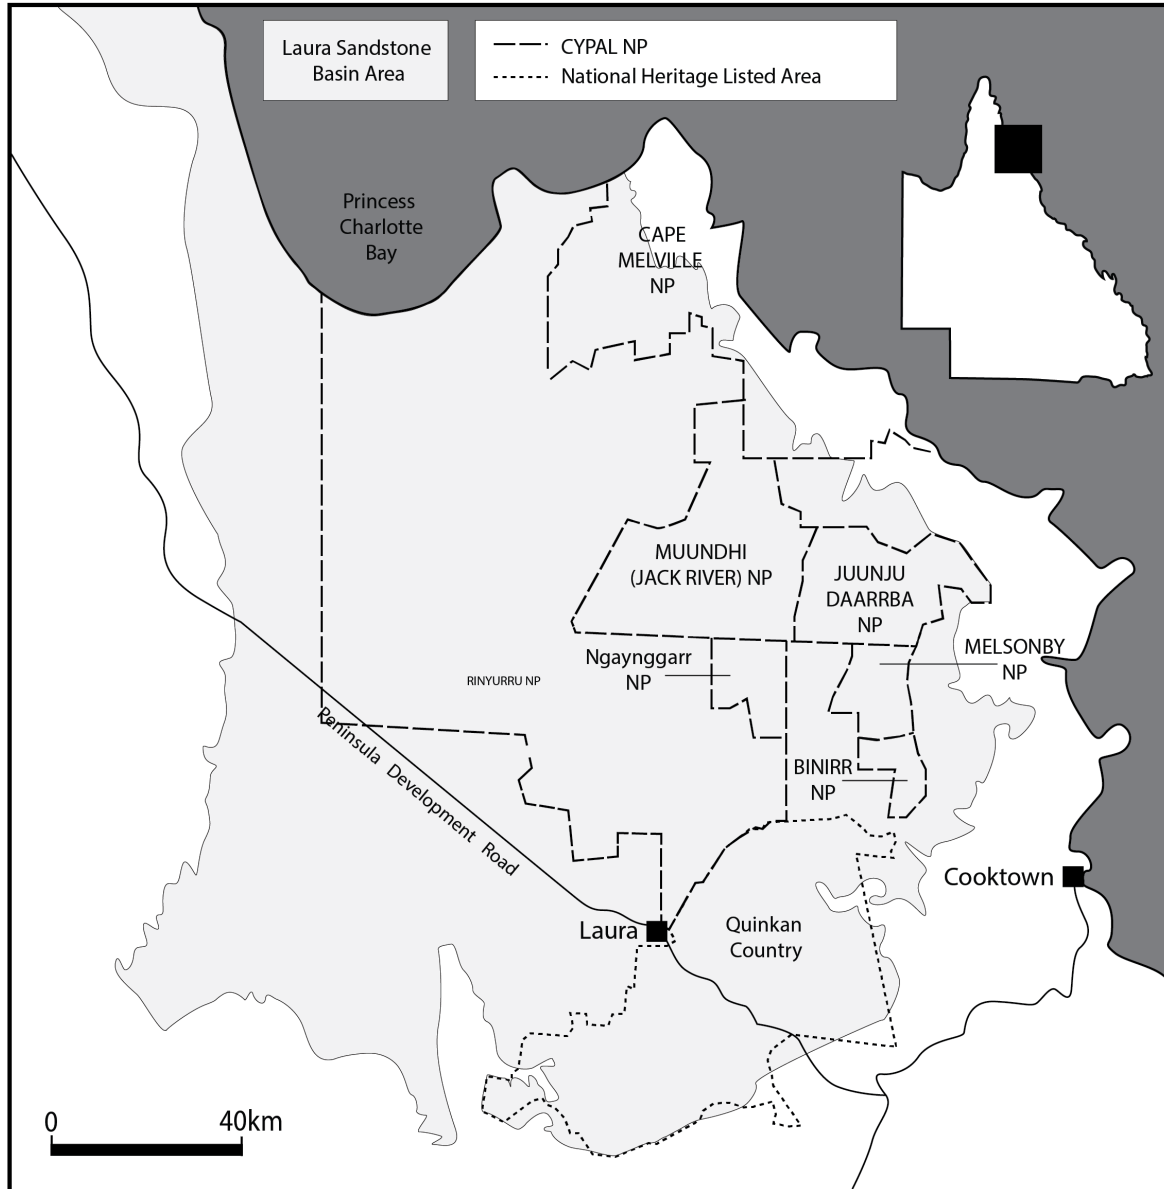 Laura Sandstone
Basin Area
CYPAL NP
National Heritage Listed Area
Princess
Charlotte
Bay
CAPE
MELVILLE
NP
MUUNDHI
(JACK RIVER) NP
JUUNJU
DAARRBA
NP
Ngaynggarr
NP
MELSONBY
NP
RINYURRU NP
Peninsula Development Road
BINIRR
NP
Cooktown
Laura
Quinkan
Country
0 40km